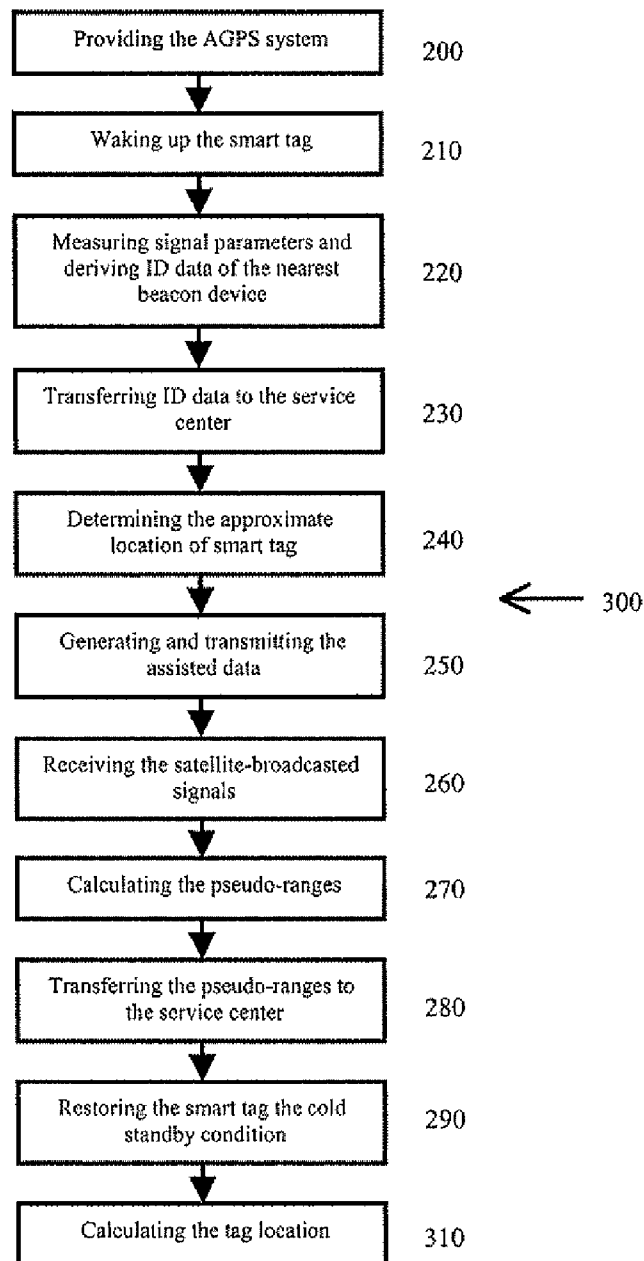 Providing the AGPS system
200
Waking up the smart tag
210
Measuring signal parameters and
deriving ID data of the nearest
beacon device
220
Transferring ID data to the service
center
230
Determining the approximate
location of smart tag
240
300
Generating and transmitting the
assisted data
250
Receiving the satellite-broadcasted
signals
260
Calculating the pseudo-ranges
270
Transferring the pseudo-ranges to
the service center
280
Restoring the smart tag the cold
standby condition
290
Calculating the tag location
310